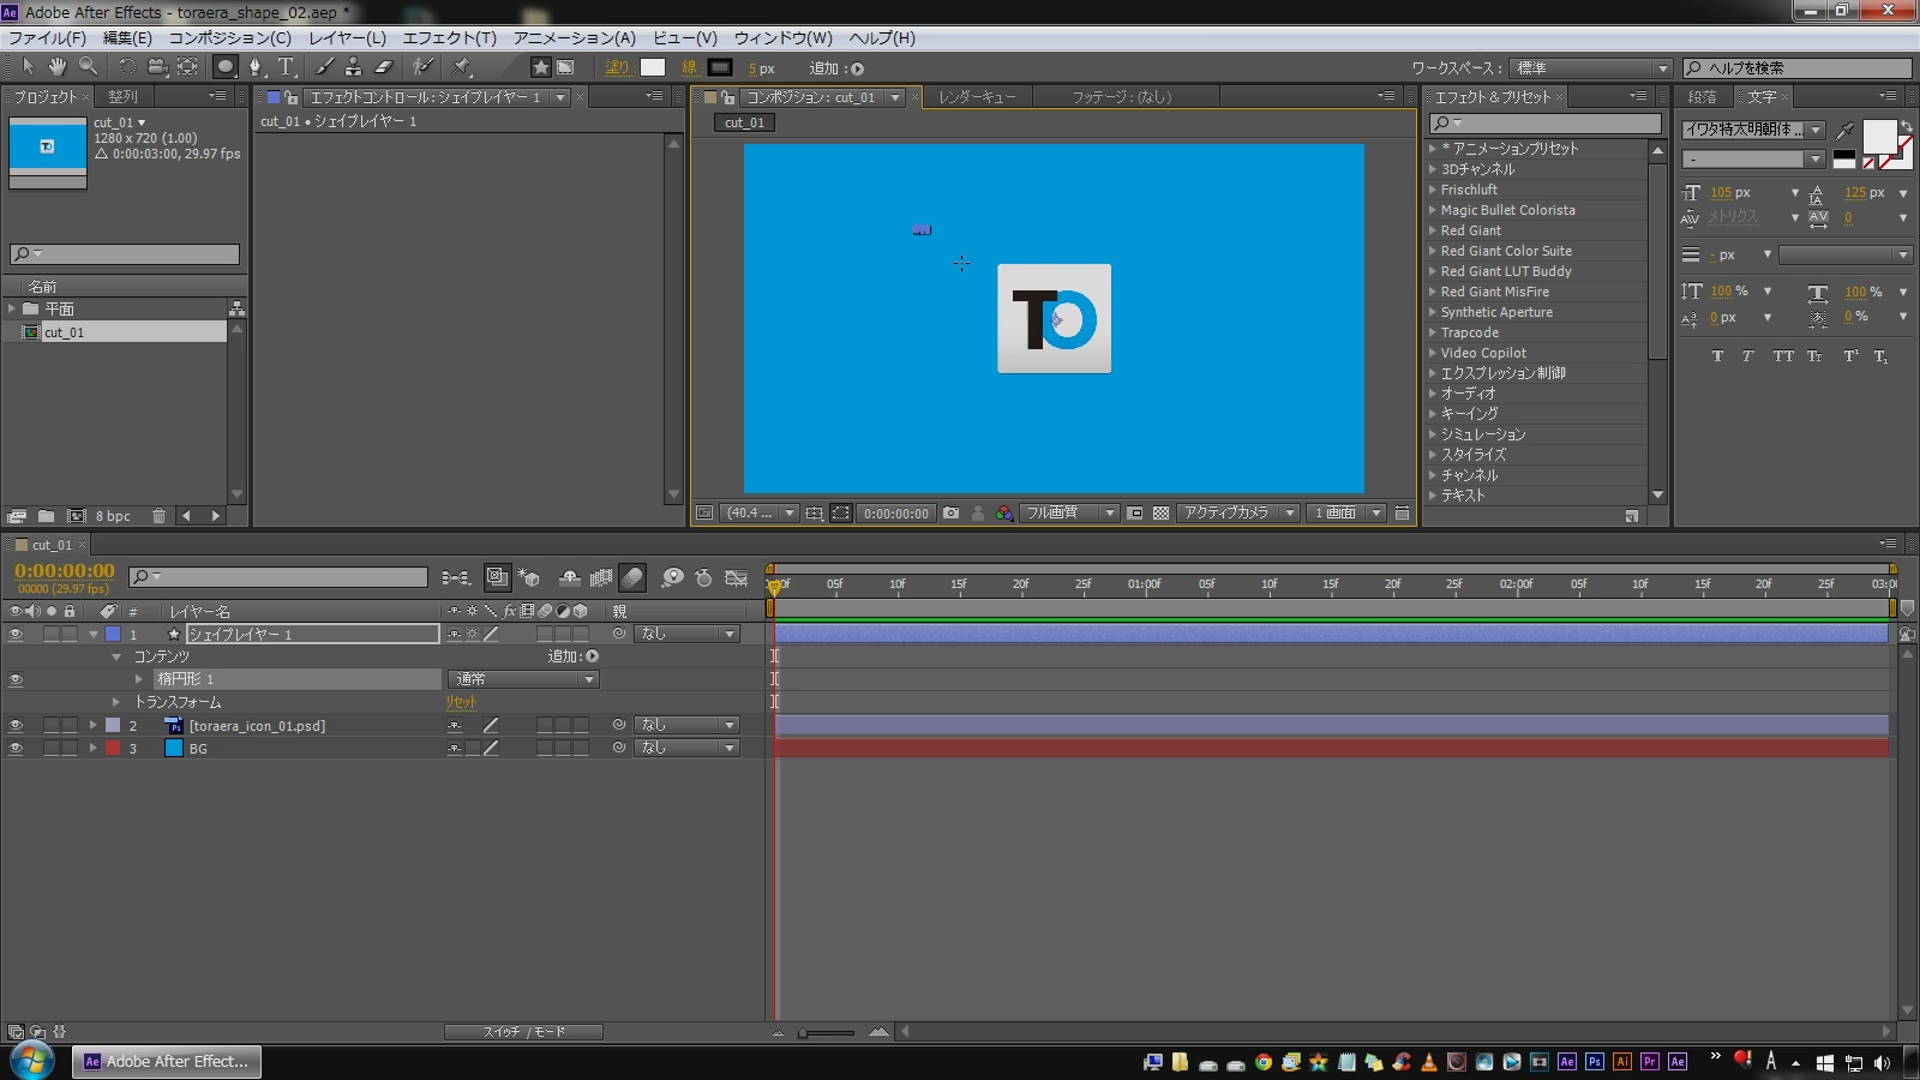 Adobe After Effects - toraera_shape_02.aep *
ファイル(F) 編集(E) コンポジション(C) レイヤー(L) エフェクト(T) アニメーション(A) ビュー(V) ウィンドウ(W) ヘルプ(H)
塗り 線 5 px 追加: ワークスペース: 標準 ヘルプを検索
プロジェクト 整列
cut_01
1280 x 720 (1.00)
Δ 0:00:03:00, 29.97 fps
名前
平面
cut_01
8 bpc
エフェクトコントロール: シェイプレイヤー 1
cut_01 • シェイプレイヤー 1
コンポジション: cut_01 レンダーキュー フッテージ: (なし)
cut_01
TO
(40.4 ... 0:00:00:00 フル画質 アクティブカメラ 1 画面
エフェクト＆プリセット
* アニメーションプリセット
3Dチャンネル
Frischluft
Magic Bullet Colorista
Red Giant
Red Giant Color Suite
Red Giant LUT Buddy
Red Giant MisFire
Synthetic Aperture
Trapcode
Video Copilot
エクスプレッション制御
オーディオ
キーイング
シミュレーション
スタイライズ
チャンネル
テキスト
段落 文字
イワタ特太明朝体 ...
-
105 px 125 px
メトリクス 0
- px
100 % 100 %
0 px 0 %
T T TT Tт T¹ T₁
cut_01
0:00:00:00
00000 (29.97 fps)
05f 10f 15f 20f 25f 01:00f 05f 10f 15f 20f 25f 02:00f 05f 10f 15f 20f 25f 03:0
# レイヤー名 fx 親
1 シェイプレイヤー 1 なし
コンテンツ 追加:
楕円形 1 通常
トランスフォーム リセット
2 [toraera_icon_01.psd] なし
3 BG なし
スイッチ / モード
Adobe After Effect...
Ae Ps Ai Pr Ae » A